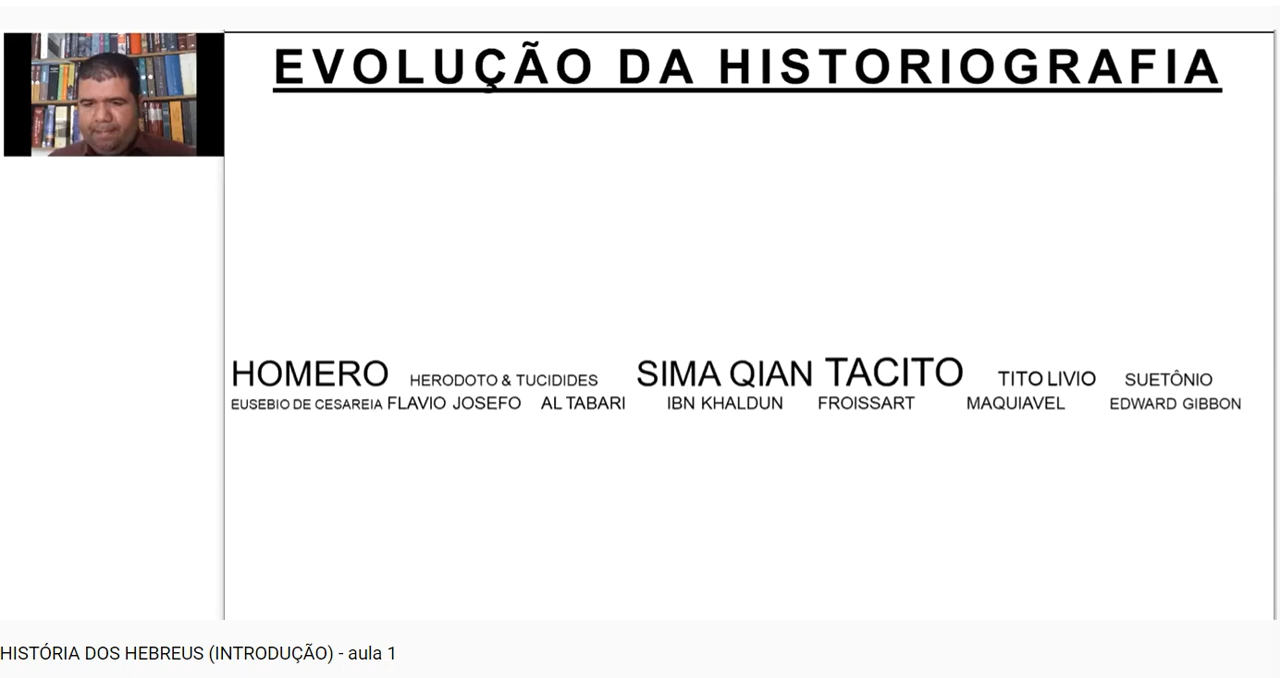 EVOLUÇÃO DA HISTORIOGRAFIA
HOMERO HERODOTO & TUCIDIDES SIMA QIAN TACITO TITO LIVIO SUETÔNIO
EUSEBIO DE CESAREIA FLAVIO JOSEFO AL TABARI IBN KHALDUN FROISSART MAQUIAVEL EDWARD GIBBON
HISTÓRIA DOS HEBREUS (INTRODUÇÃO) - aula 1